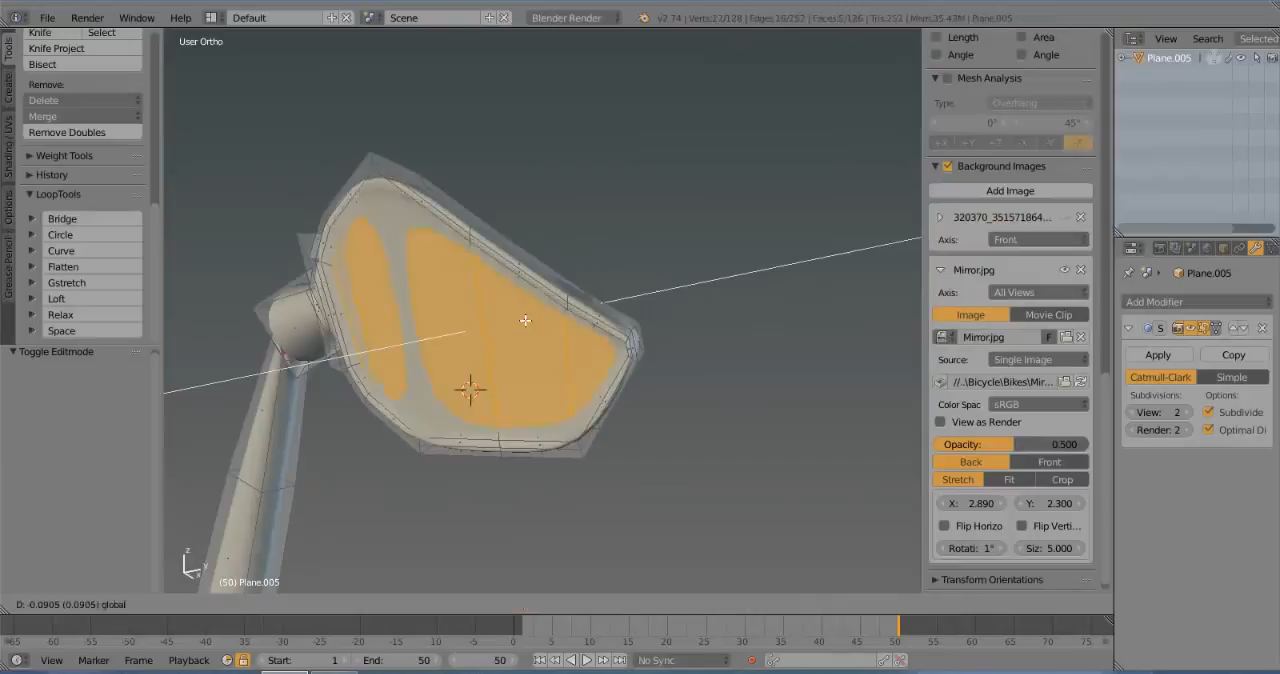 File Render Window Help Default Scene Blender Render v2.74 | Verts:17/128 | Edges:16/252 | Faces:5/126 | Tris:252 | Mem:35.43M | Plane.005
Knife Select
Knife Project
Bisect
Remove:
Delete
Merge
Remove Doubles
Weight Tools
History
LoopTools
Bridge
Circle
Curve
Flatten
Gstretch
Loft
Relax
Space
Toggle Editmode
Tools
Create
Shading / UVs
Options
Grease Pencil
User Ortho
(50) Plane.005
Length Area
Angle Angle
Mesh Analysis
Type: Overhang
0° 45°
Background Images
Add Image
320370_351571864...
Axis: Front
Mirror.jpg
Axis: All Views
Image Movie Clip
Mirror.jpg F
Source: Single Image
//..\Bicycle\Bikes\Mir...
Color Spac sRGB
View as Render
Opacity: 0.500
Back Front
Stretch Fit Crop
X: 2.890 Y: 2.300
Flip Horizo Flip Verti...
Rotati: 1° Siz: 5.000
Transform Orientations
View Search Selected
Plane.005
Plane.005
Add Modifier
S
Apply Copy
Catmull-Clark Simple
Subdivisions: Options:
View: 2 Subdivide
Render: 2 Optimal Di
D: -0.0905 (0.0905) global
-65 -60 -55 -50 -45 -40 -35 -30 -25 -20 -15 -10 -5 0 5 10 15 20 25 30 35 40 45 50 55 60 65 70 75
View Marker Frame Playback Start: 1 End: 50 50 No Sync